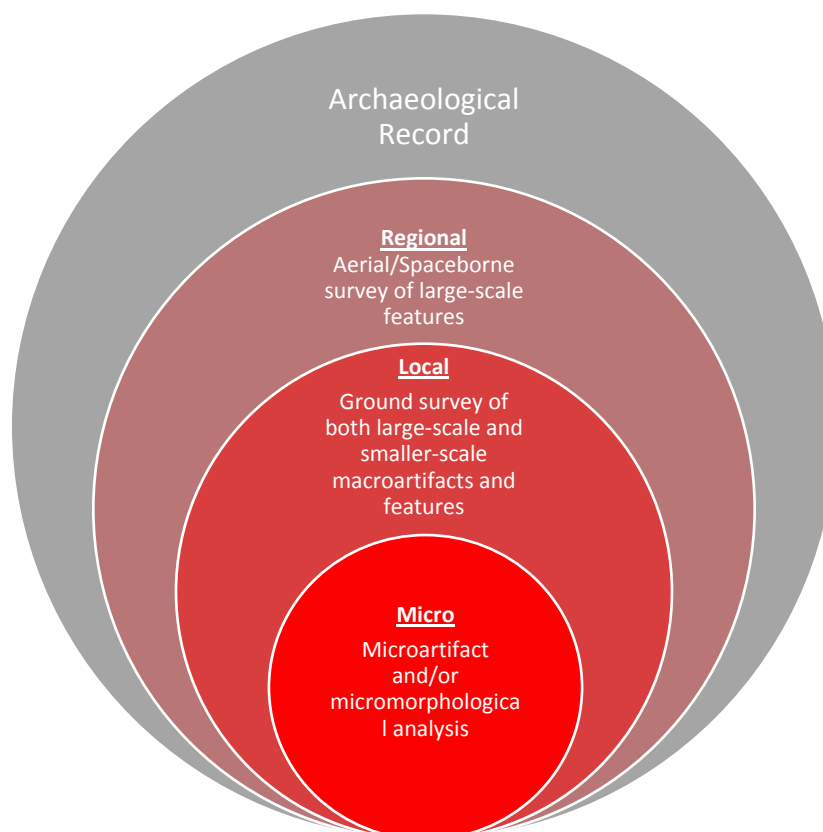 Archaeological
Record
Regional
Aerial/Spaceborne
survey of large-scale
features
Local
Ground survey of
both large-scale and
smaller-scale
macroartifacts and
features
Micro
Microartifact
and/or
micromorphologica
l analysis